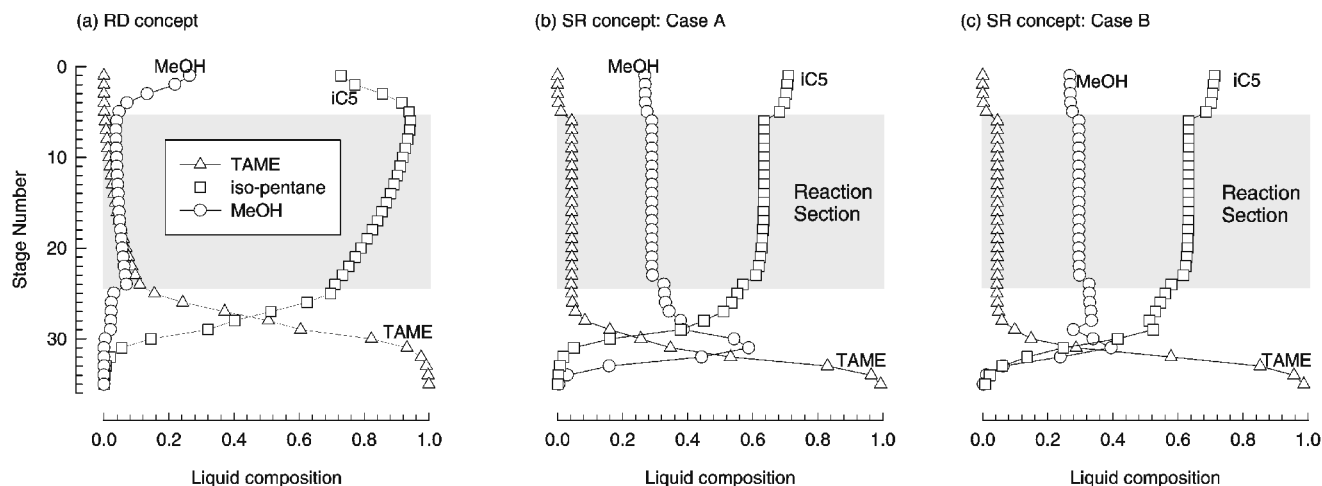 (a) RD concept
(b) SR concept: Case A
(c) SR concept: Case B
Stage Number
0
10
20
30
MeOH
iC5
TAME
iso-pentane
MeOH
TAME
0.0 0.2 0.4 0.6 0.8 1.0
Liquid composition
MeOH
iC5
Reaction
Section
TAME
0.0 0.2 0.4 0.6 0.8 1.0
Liquid composition
MeOH
iC5
Reaction
Section
TAME
0.0 0.2 0.4 0.6 0.8 1.0
Liquid composition